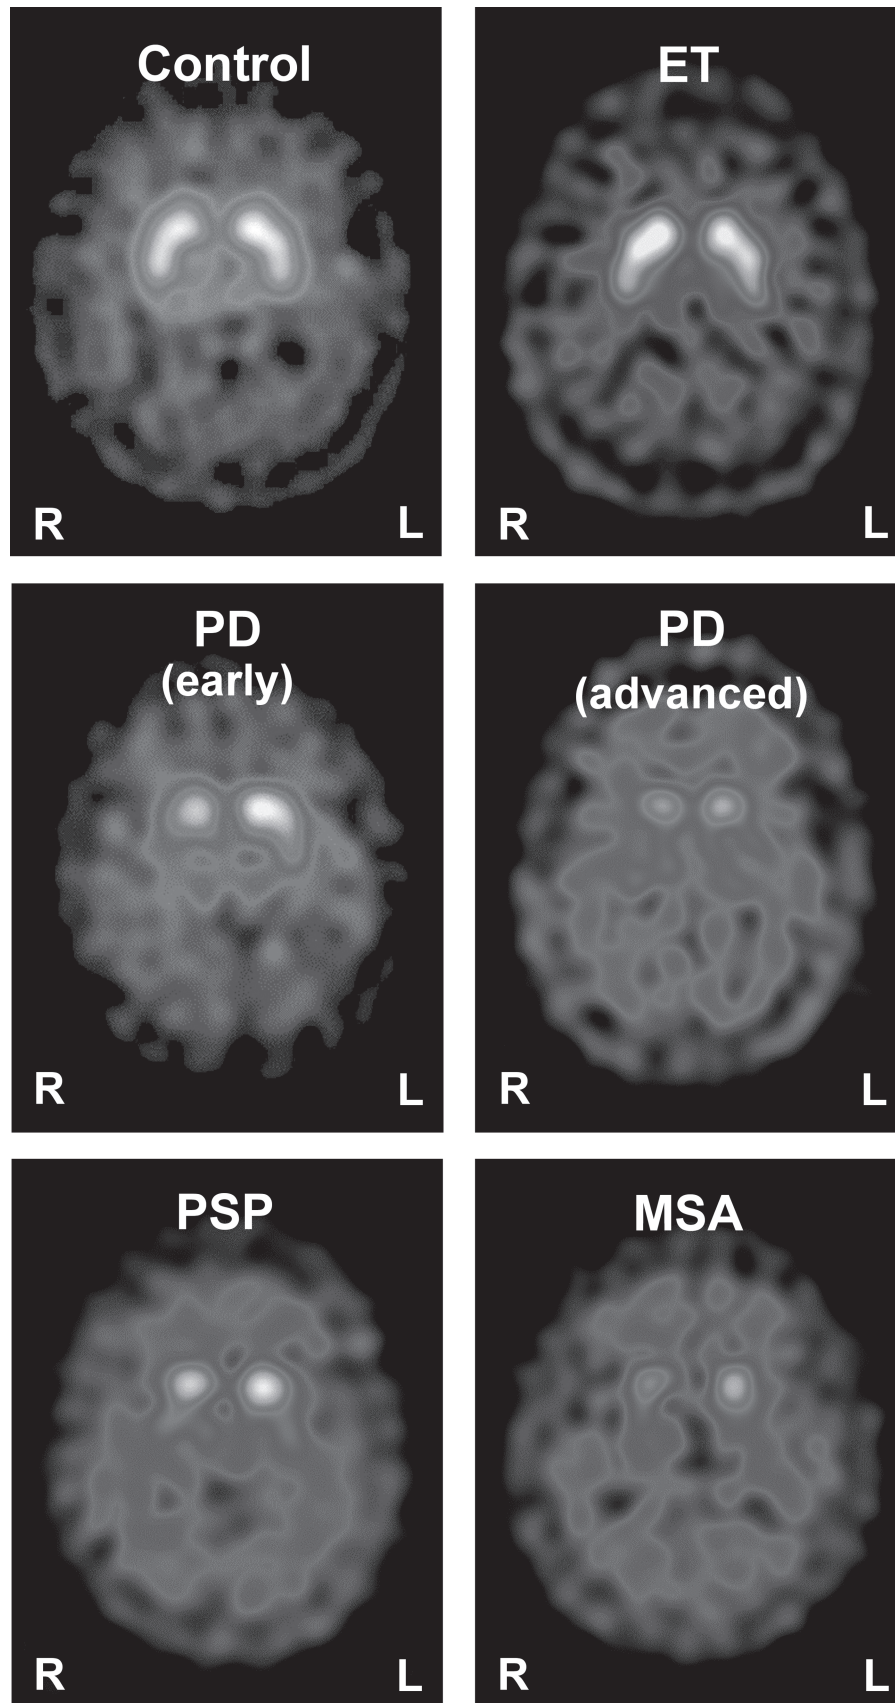 Control
ET
R L
R L
PD
(early)
PD
(advanced)
R L
R L
PSP
MSA
R L
R L